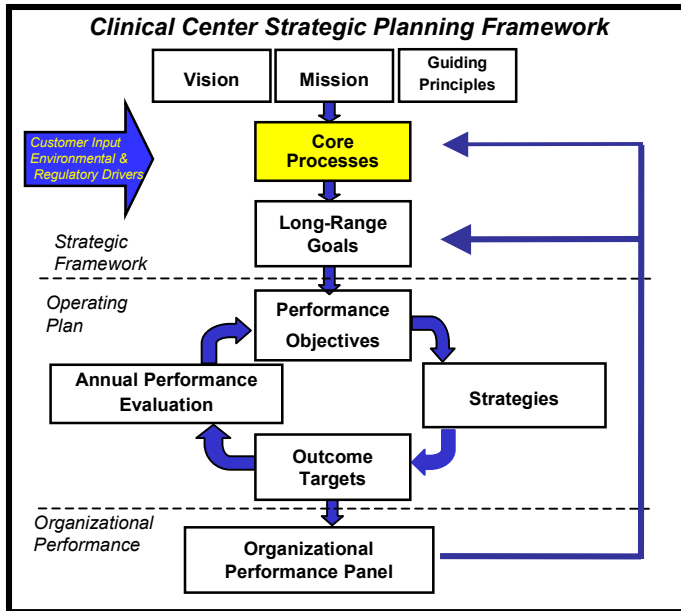 Clinical Center Strategic Planning Framework
Vision
Mission
Guiding
Principles
Customer Input
Environmental &
Regulatory Drivers
Core
Processes
Long-Range
Goals
Strategic
Framework
Operating
Plan
Performance
Objectives
Annual Performance
Evaluation
Strategies
Outcome
Targets
Organizational
Performance
Organizational
Performance Panel